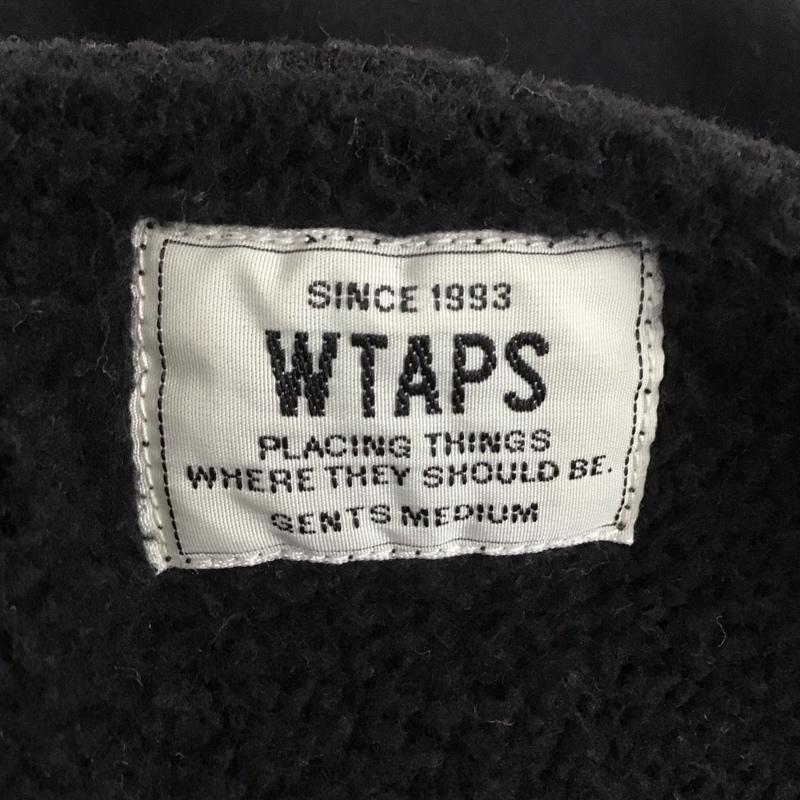 SINCE 1993
WTAPS
PLACING THINGS
WHERE THEY SHOULD BE.
GENTS MEDIUM